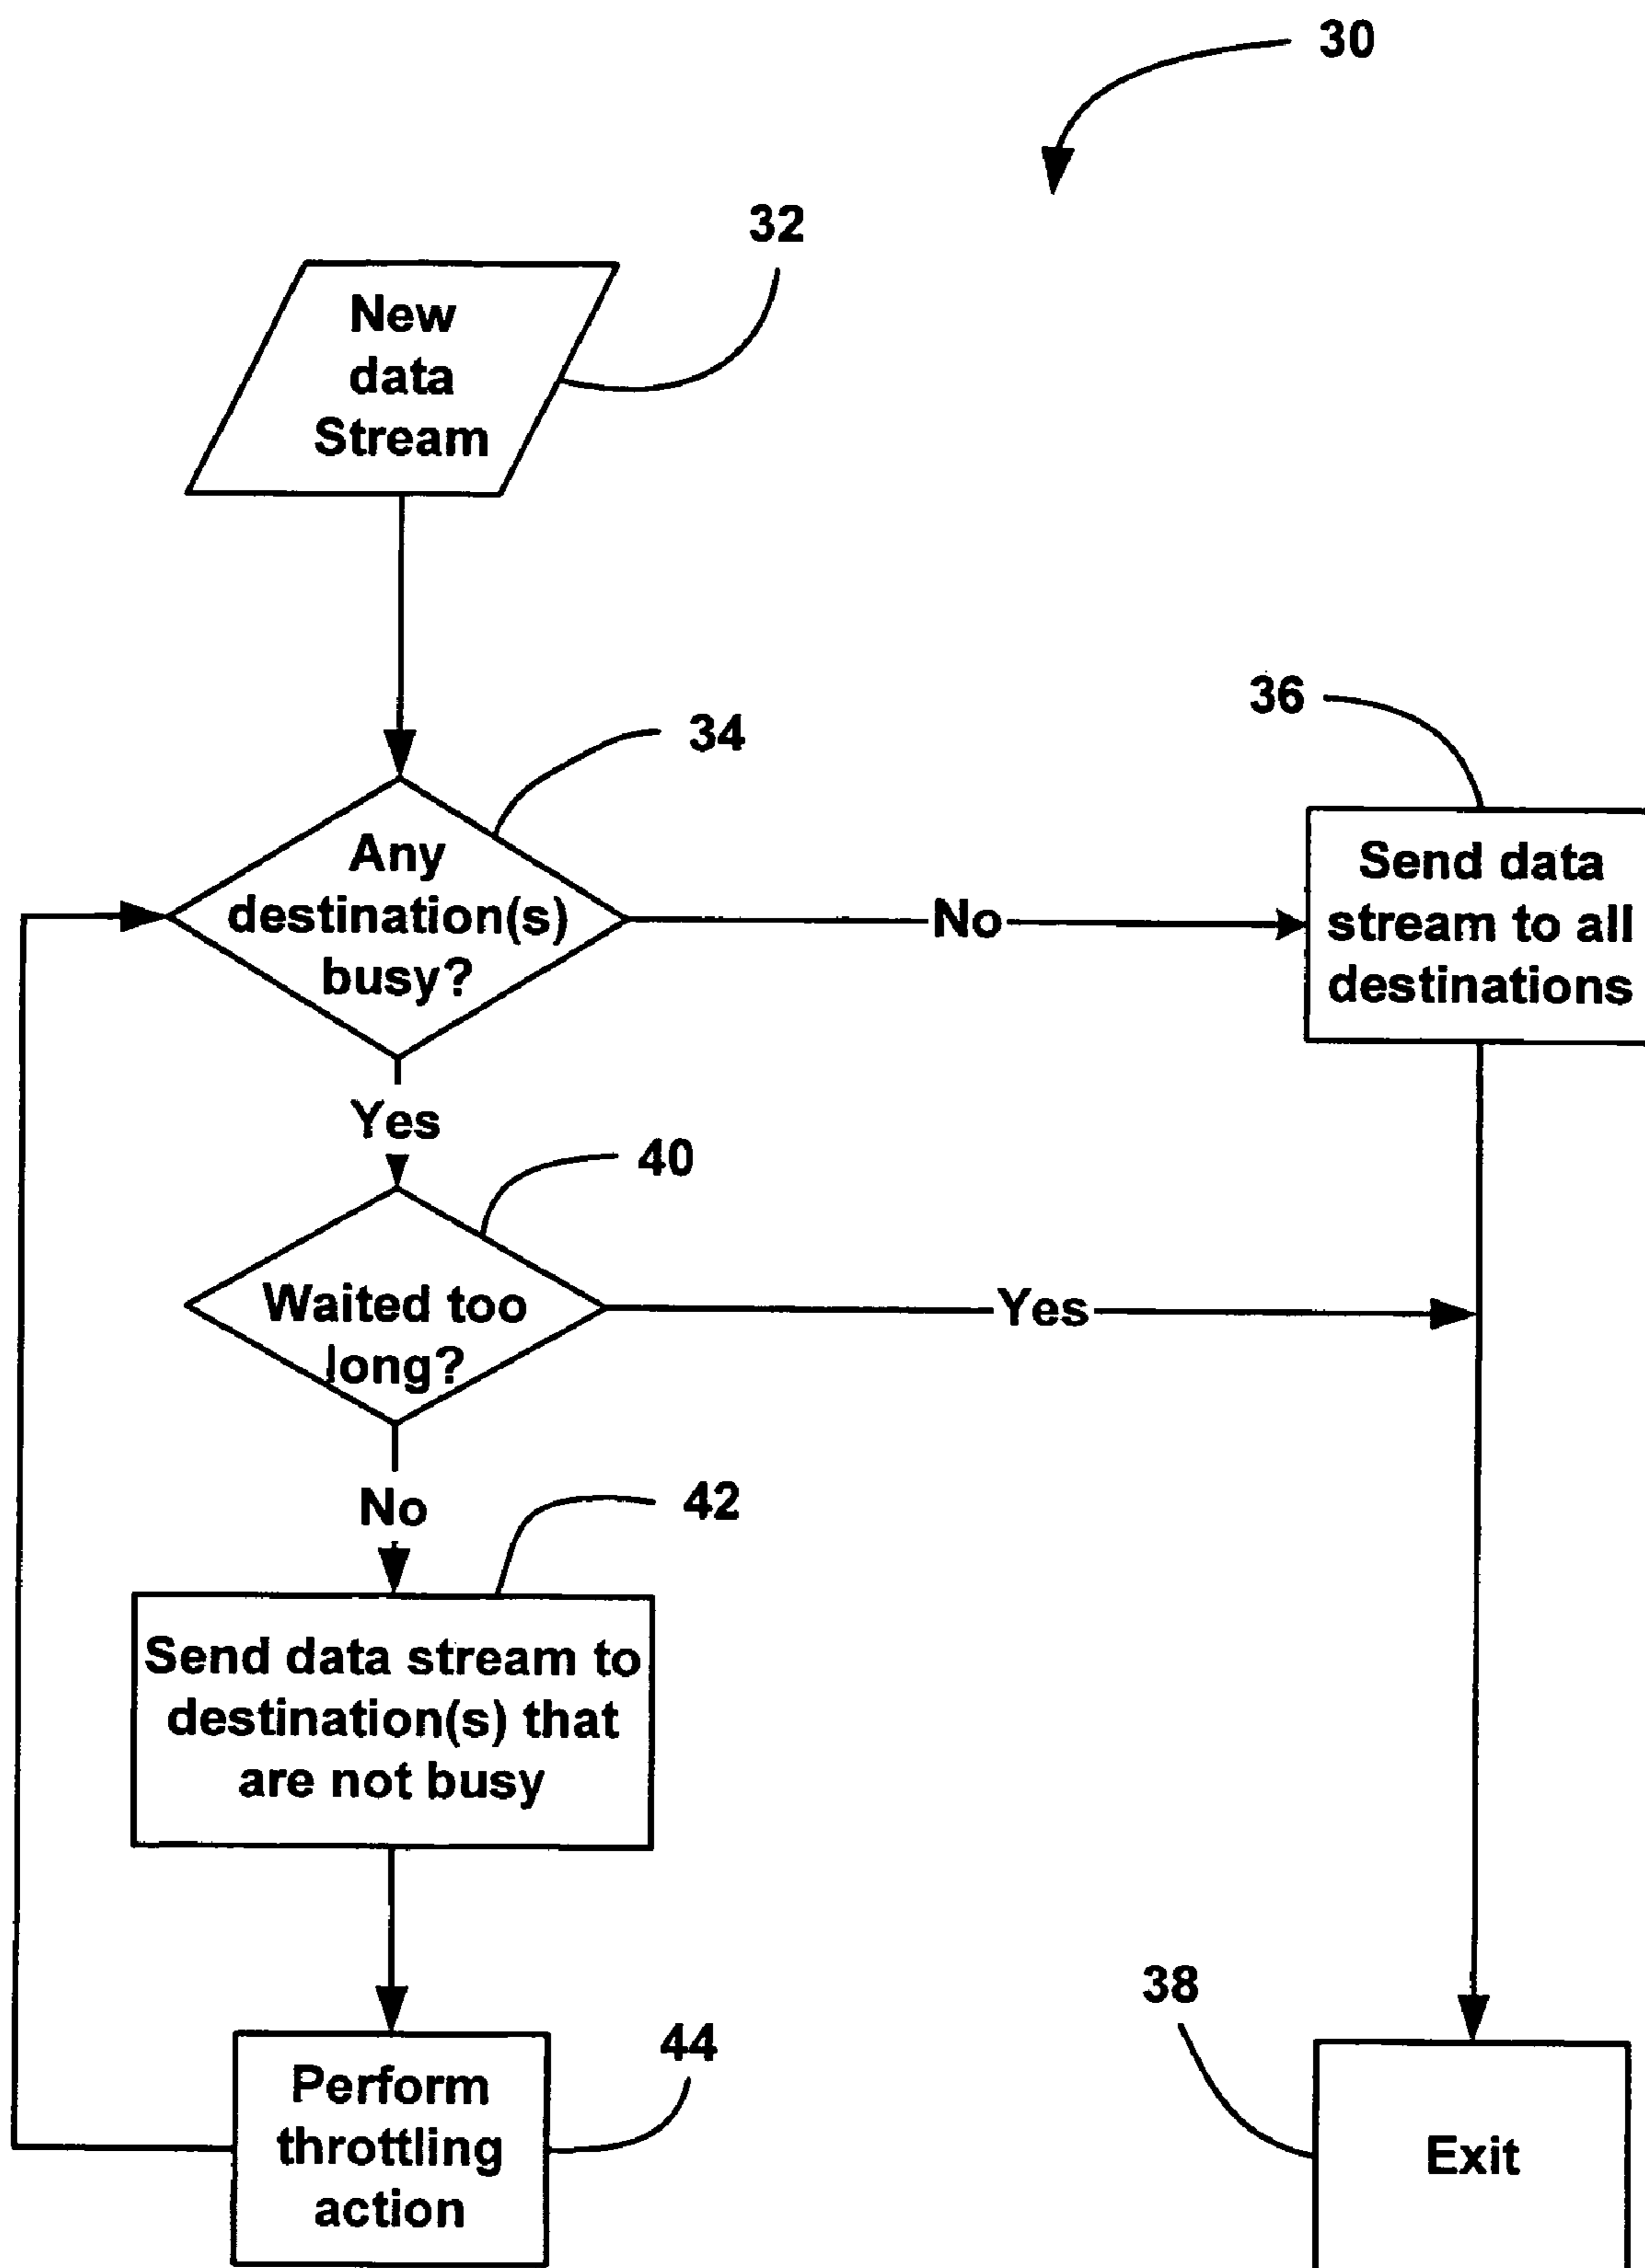 30
32
New
data
Stream
34
36
Any
destination(s)
busy?
No
Send data
stream to all
destinations
Yes
40
Waited too
long?
Yes
No
42
Send data stream to
destination(s) that
are not busy
38
44
Perform
throttling
action
Exit